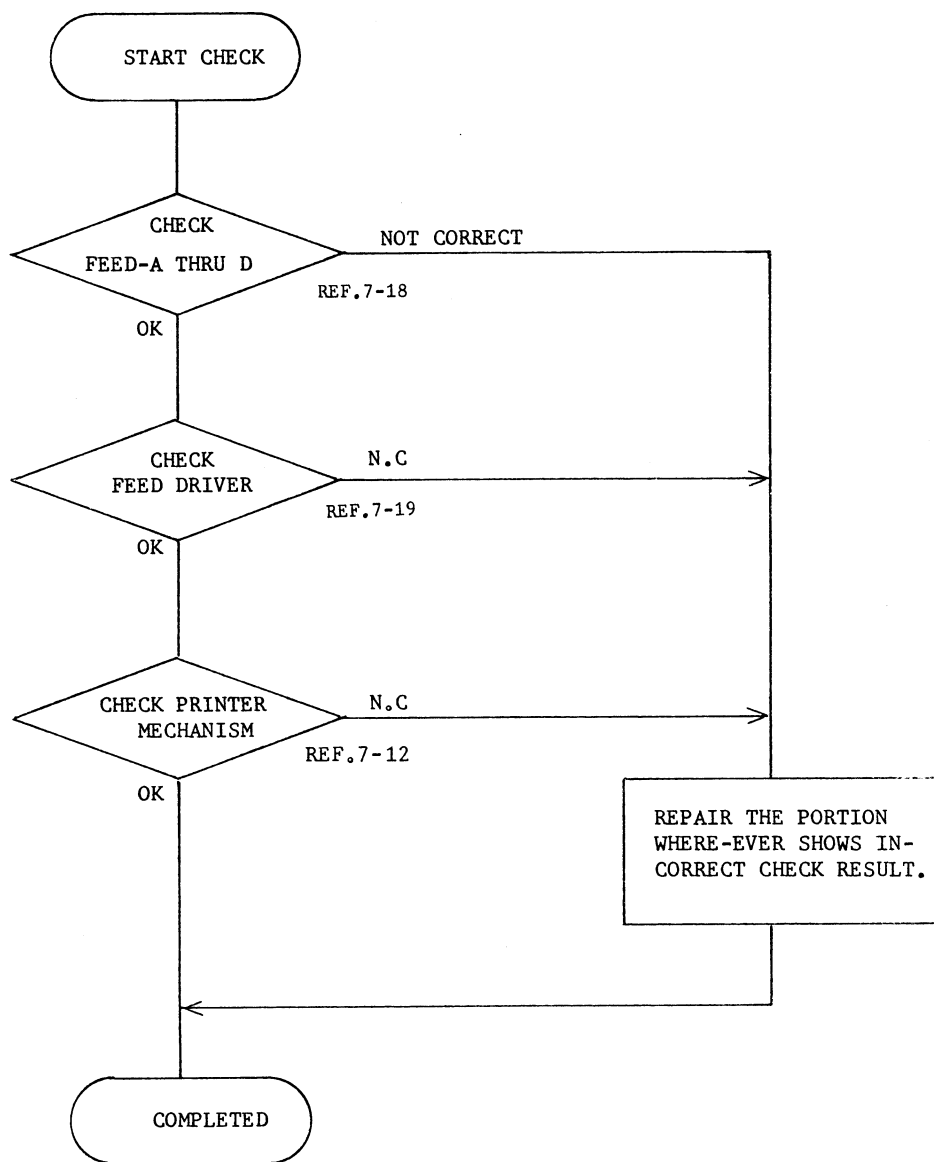 START CHECK
CHECK
FEED-A THRU D
NOT CORRECT
REF.7-18
OK
CHECK
FEED DRIVER
N.C
REF.7-19
OK
CHECK PRINTER
MECHANISM
N.C
REF.7-12
OK
REPAIR THE PORTION
WHERE-EVER SHOWS IN-
CORRECT CHECK RESULT.
COMPLETED